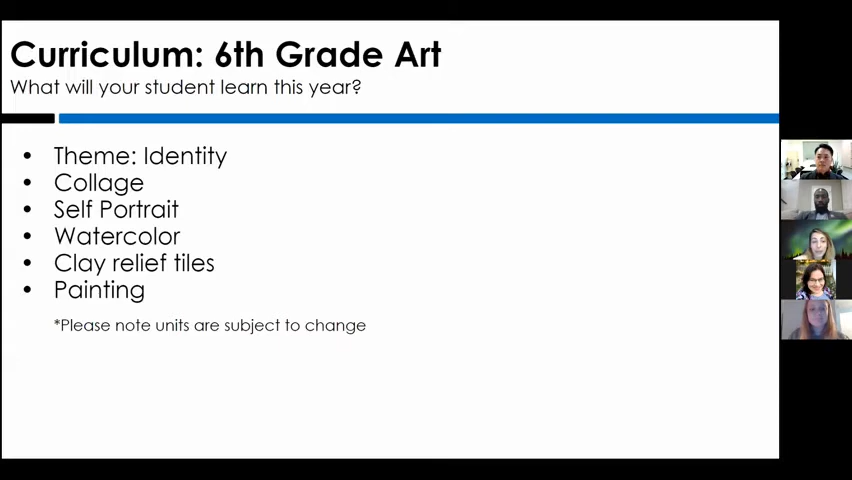 Curriculum: 6th Grade Art
What will your student learn this year?
• Theme: Identity
• Collage
• Self Portrait
• Watercolor
• Clay relief tiles
• Painting
*Please note units are subject to change